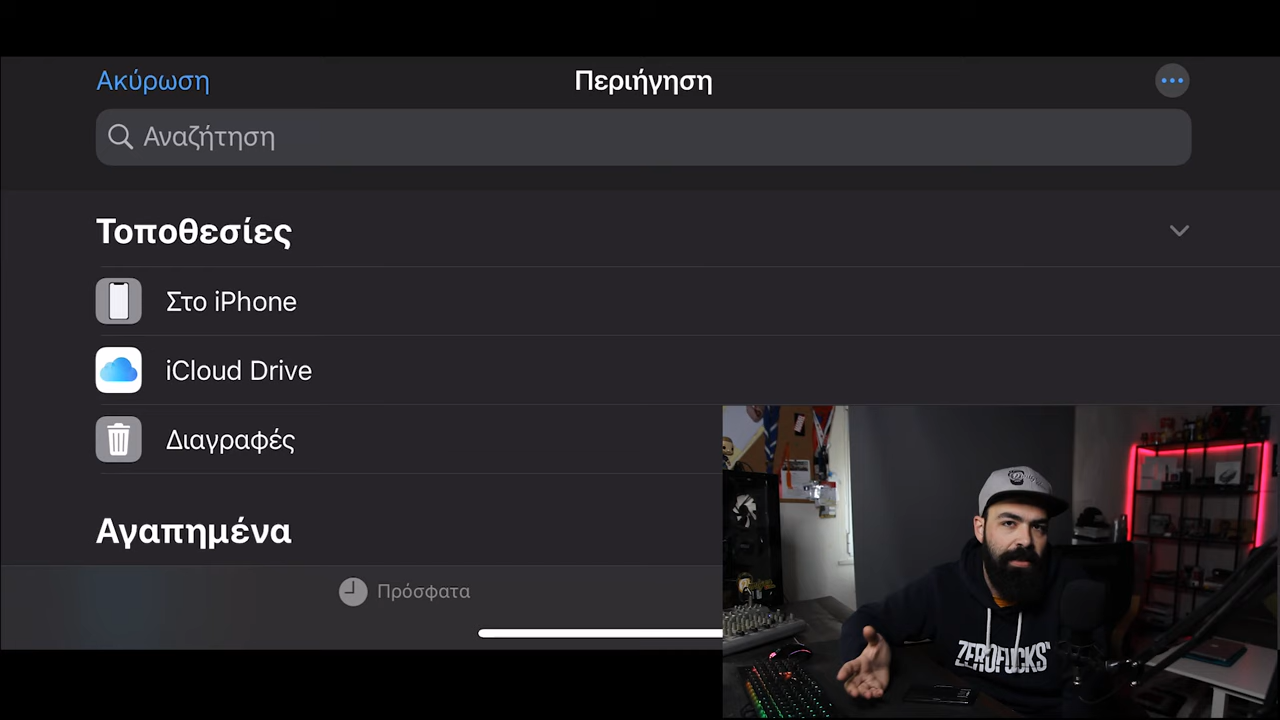 Ακύρωση
Περιήγηση
Αναζήτηση
Τοποθεσίες
Στο iPhone
iCloud Drive
Διαγραφές
Αγαπημένα
Πρόσφατα
ZEROFUCKS